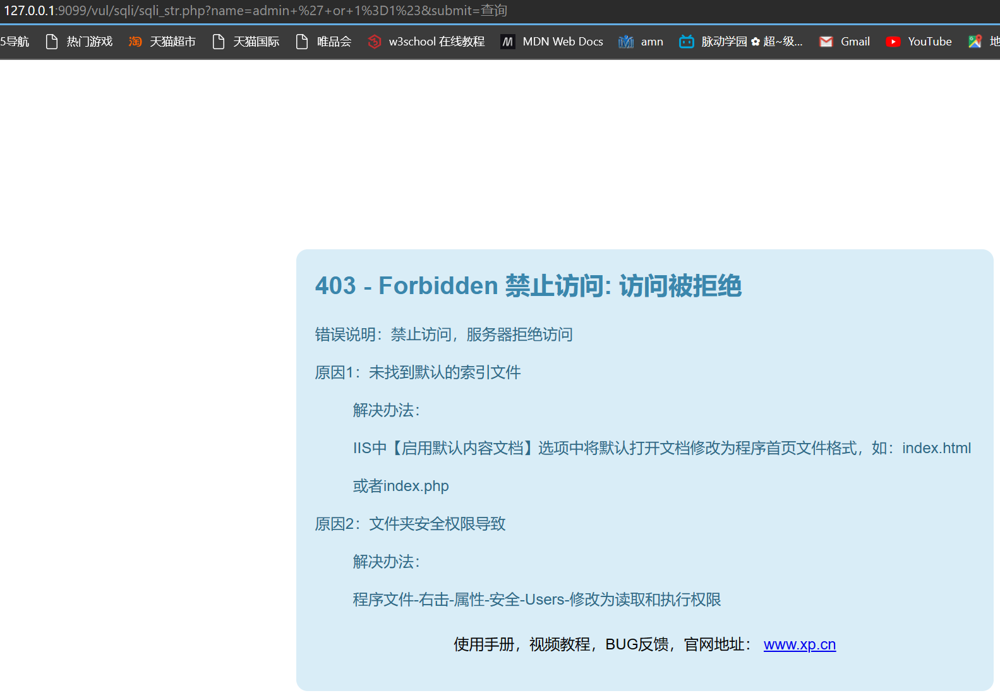 127.0.0.1:9099/vul/sqli/sqli_str.php?name=admin+%27+or+1%3D1%23&submit=查询
5导航 热门游戏 淘 天猫超市 天猫国际 唯品会 w3school 在线教程 M MDN Web Docs amn 脉动学园 ✿ 超~级... Gmail YouTube 地
403 - Forbidden 禁止访问: 访问被拒绝
错误说明：禁止访问，服务器拒绝访问
原因1：未找到默认的索引文件
解决办法：
IIS中【启用默认内容文档】选项中将默认打开文档修改为程序首页文件格式，如：index.html
或者index.php
原因2：文件夹安全权限导致
解决办法：
程序文件-右击-属性-安全-Users-修改为读取和执行权限
使用手册，视频教程，BUG反馈，官网地址： www.xp.cn